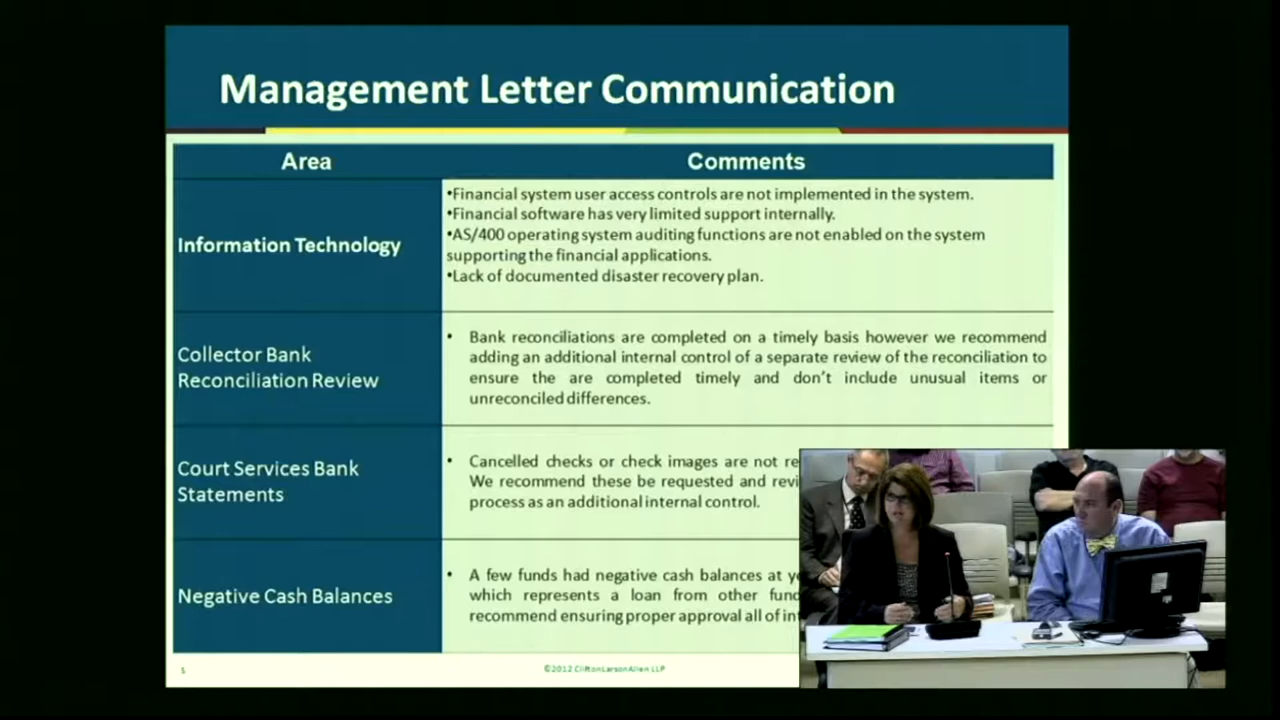 Management Letter Communication
Area
Comments
Information Technology
•Financial system user access controls are not implemented in the system.
•Financial software has very limited support internally.
•AS/400 operating system auditing functions are not enabled on the system
supporting the financial applications.
•Lack of documented disaster recovery plan.
Collector Bank
Reconciliation Review
• Bank reconciliations are completed on a timely basis however we recommend
adding an additional internal control of a separate review of the reconciliation to
ensure the are completed timely and don't include unusual items or
unreconciled differences.
Court Services Bank
Statements
• Cancelled checks or check images are not re
We recommend these be requested and revi
process as an additional internal control.
Negative Cash Balances
• A few funds had negative cash balances at ye
which represents a loan from other fund
recommend ensuring proper approval all of in
5
©2012 CliftonLarsonAllen LLP